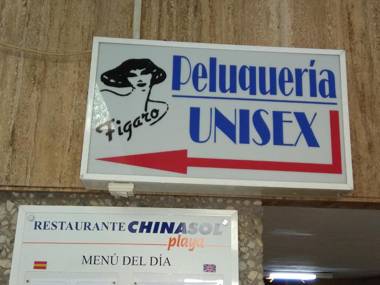 Peluquería
UNISEX
Figaro
RESTAURANTE CHINASOL
playa
MENÚ DEL DÍA